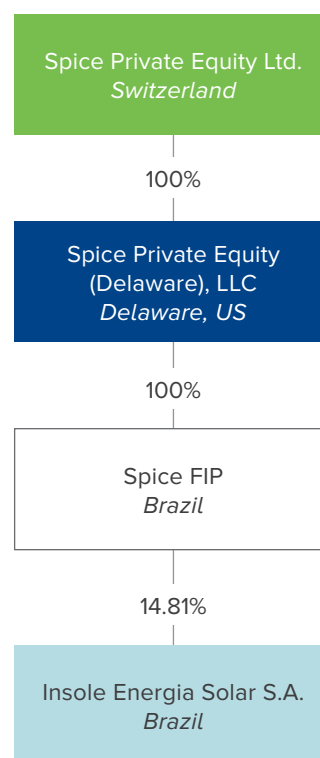 Spice Private Equity Ltd.
Switzerland
100%
Spice Private Equity
(Delaware), LLC
Delaware, US
100%
Spice FIP
Brazil
14.81%
Insole Energia Solar S.A.
Brazil